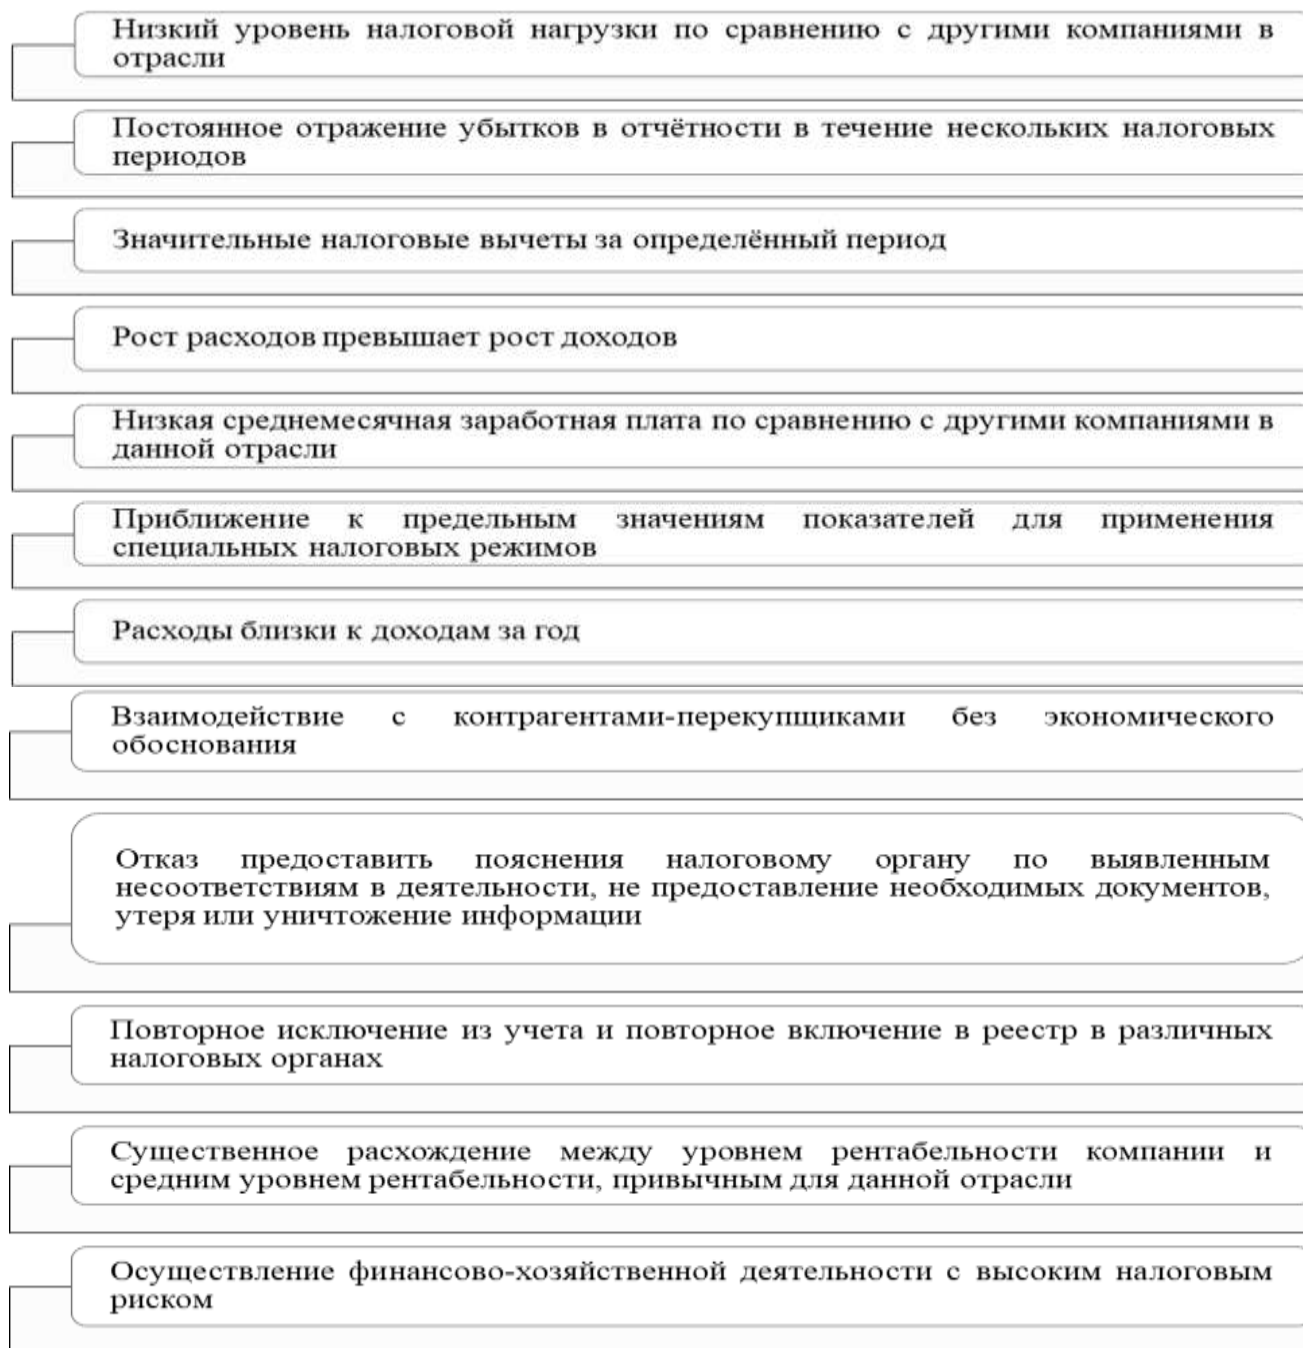 Низкий уровень налоговой нагрузки по сравнению с другими компаниями в
отрасли
Постоянное отражение убытков в отчётности в течение нескольких налоговых
периодов
Значительные налоговые вычеты за определённый период
Рост расходов превышает рост доходов
Низкая среднемесячная заработная плата по сравнению с другими компаниями в
данной отрасли
Приближение к предельным значениям показателей для применения
специальных налоговых режимов
Расходы близки к доходам за год
Взаимодействие с контрагентами-перекупщиками без экономического
обоснования
Отказ предоставить пояснения налоговому органу по выявленным
несоответствиям в деятельности, не предоставление необходимых документов,
утеря или уничтожение информации
Повторное исключение из учета и повторное включение в реестр в различных
налоговых органах
Существенное расхождение между уровнем рентабельности компании и
средним уровнем рентабельности, привычным для данной отрасли
Осуществление финансово-хозяйственной деятельности с высоким налоговым
риском